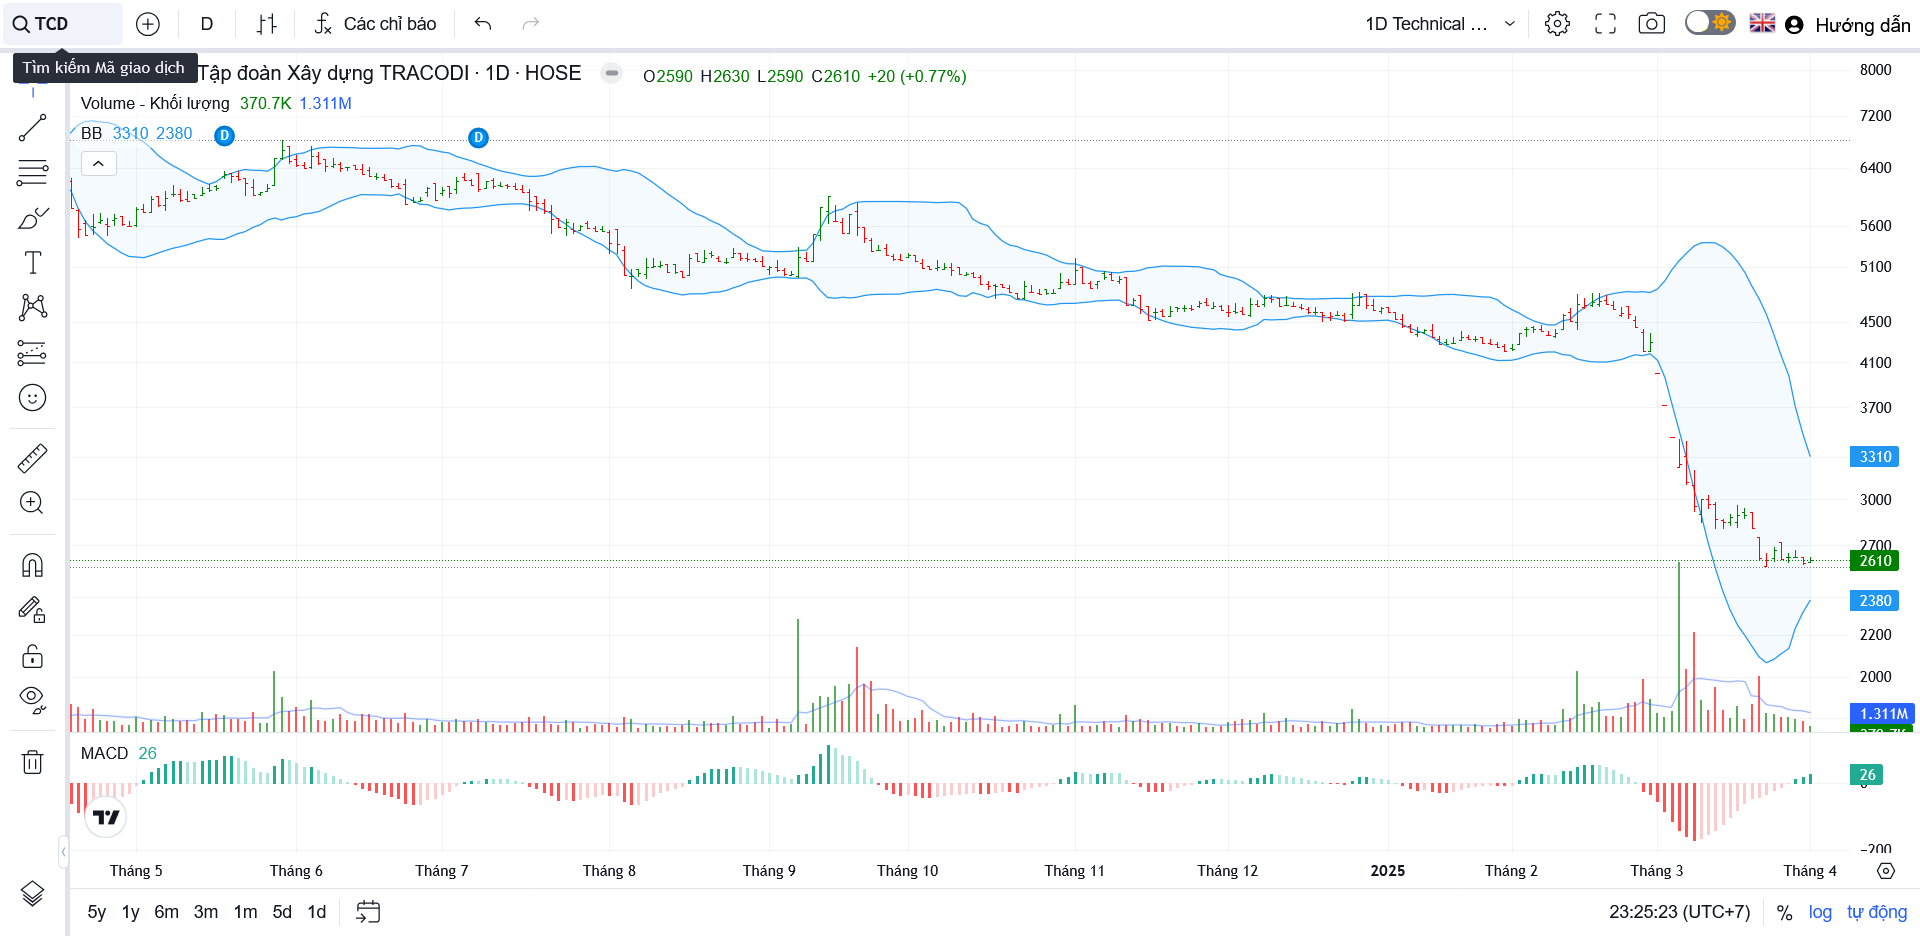 TCD
D
Các chỉ báo
1D Technical ...
Hướng dẫn
Tìm kiếm Mã giao dịch
Tập đoàn Xây dựng TRACODI · 1D · HOSE
O2590 H2630 L2590 C2610 +20 (+0.77%)
Volume - Khối lượng 370.7K 1.311M
BB 3310 2380
D
D
8000
7200
6400
5600
5100
4500
4100
3700
3310
3000
2700
2610
2380
2200
2000
1.311M
370.7K
MACD 26
26
0
-200
Tháng 5
Tháng 6
Tháng 7
Tháng 8
Tháng 9
Tháng 10
Tháng 11
Tháng 12
2025
Tháng 2
Tháng 3
Tháng 4
5y 1y 6m 3m 1m 5d 1d
23:25:23 (UTC+7)
% log tự động